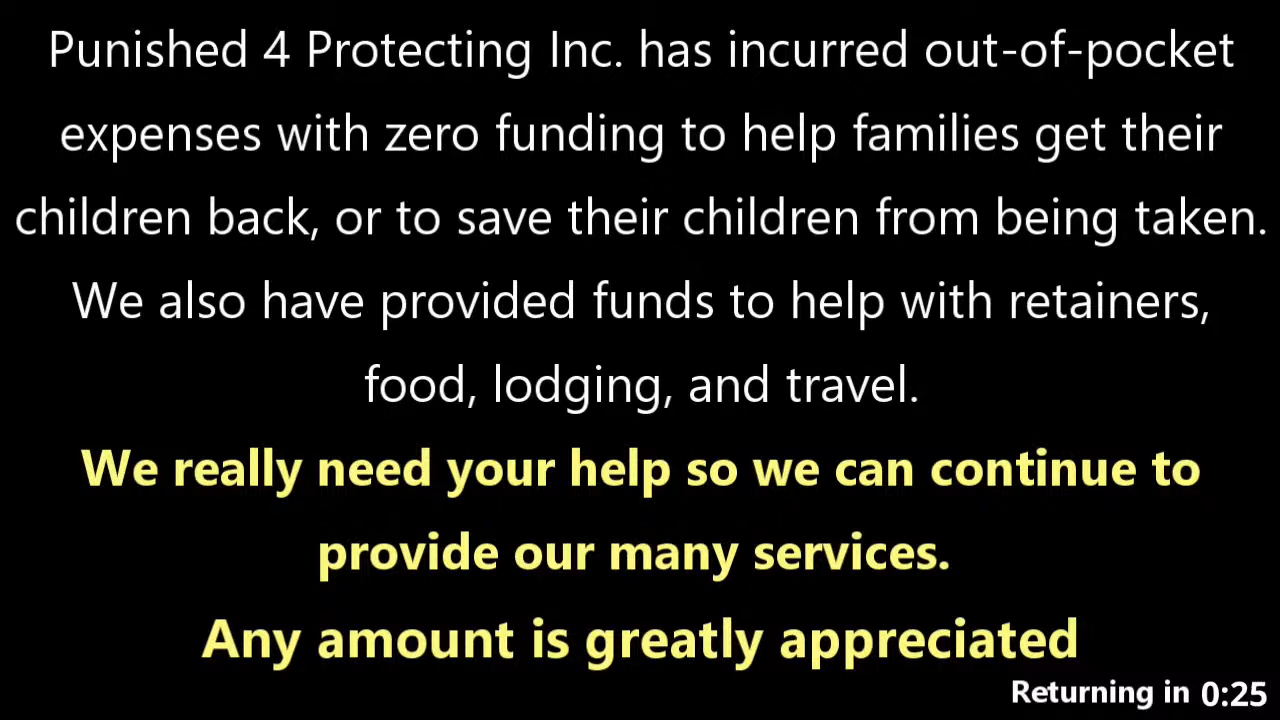 Punished 4 Protecting Inc. has incurred out-of-pocket
expenses with zero funding to help families get their
children back, or to save their children from being taken.
We also have provided funds to help with retainers,
food, lodging, and travel.
We really need your help so we can continue to
provide our many services.
Any amount is greatly appreciated
Returning in 0:25